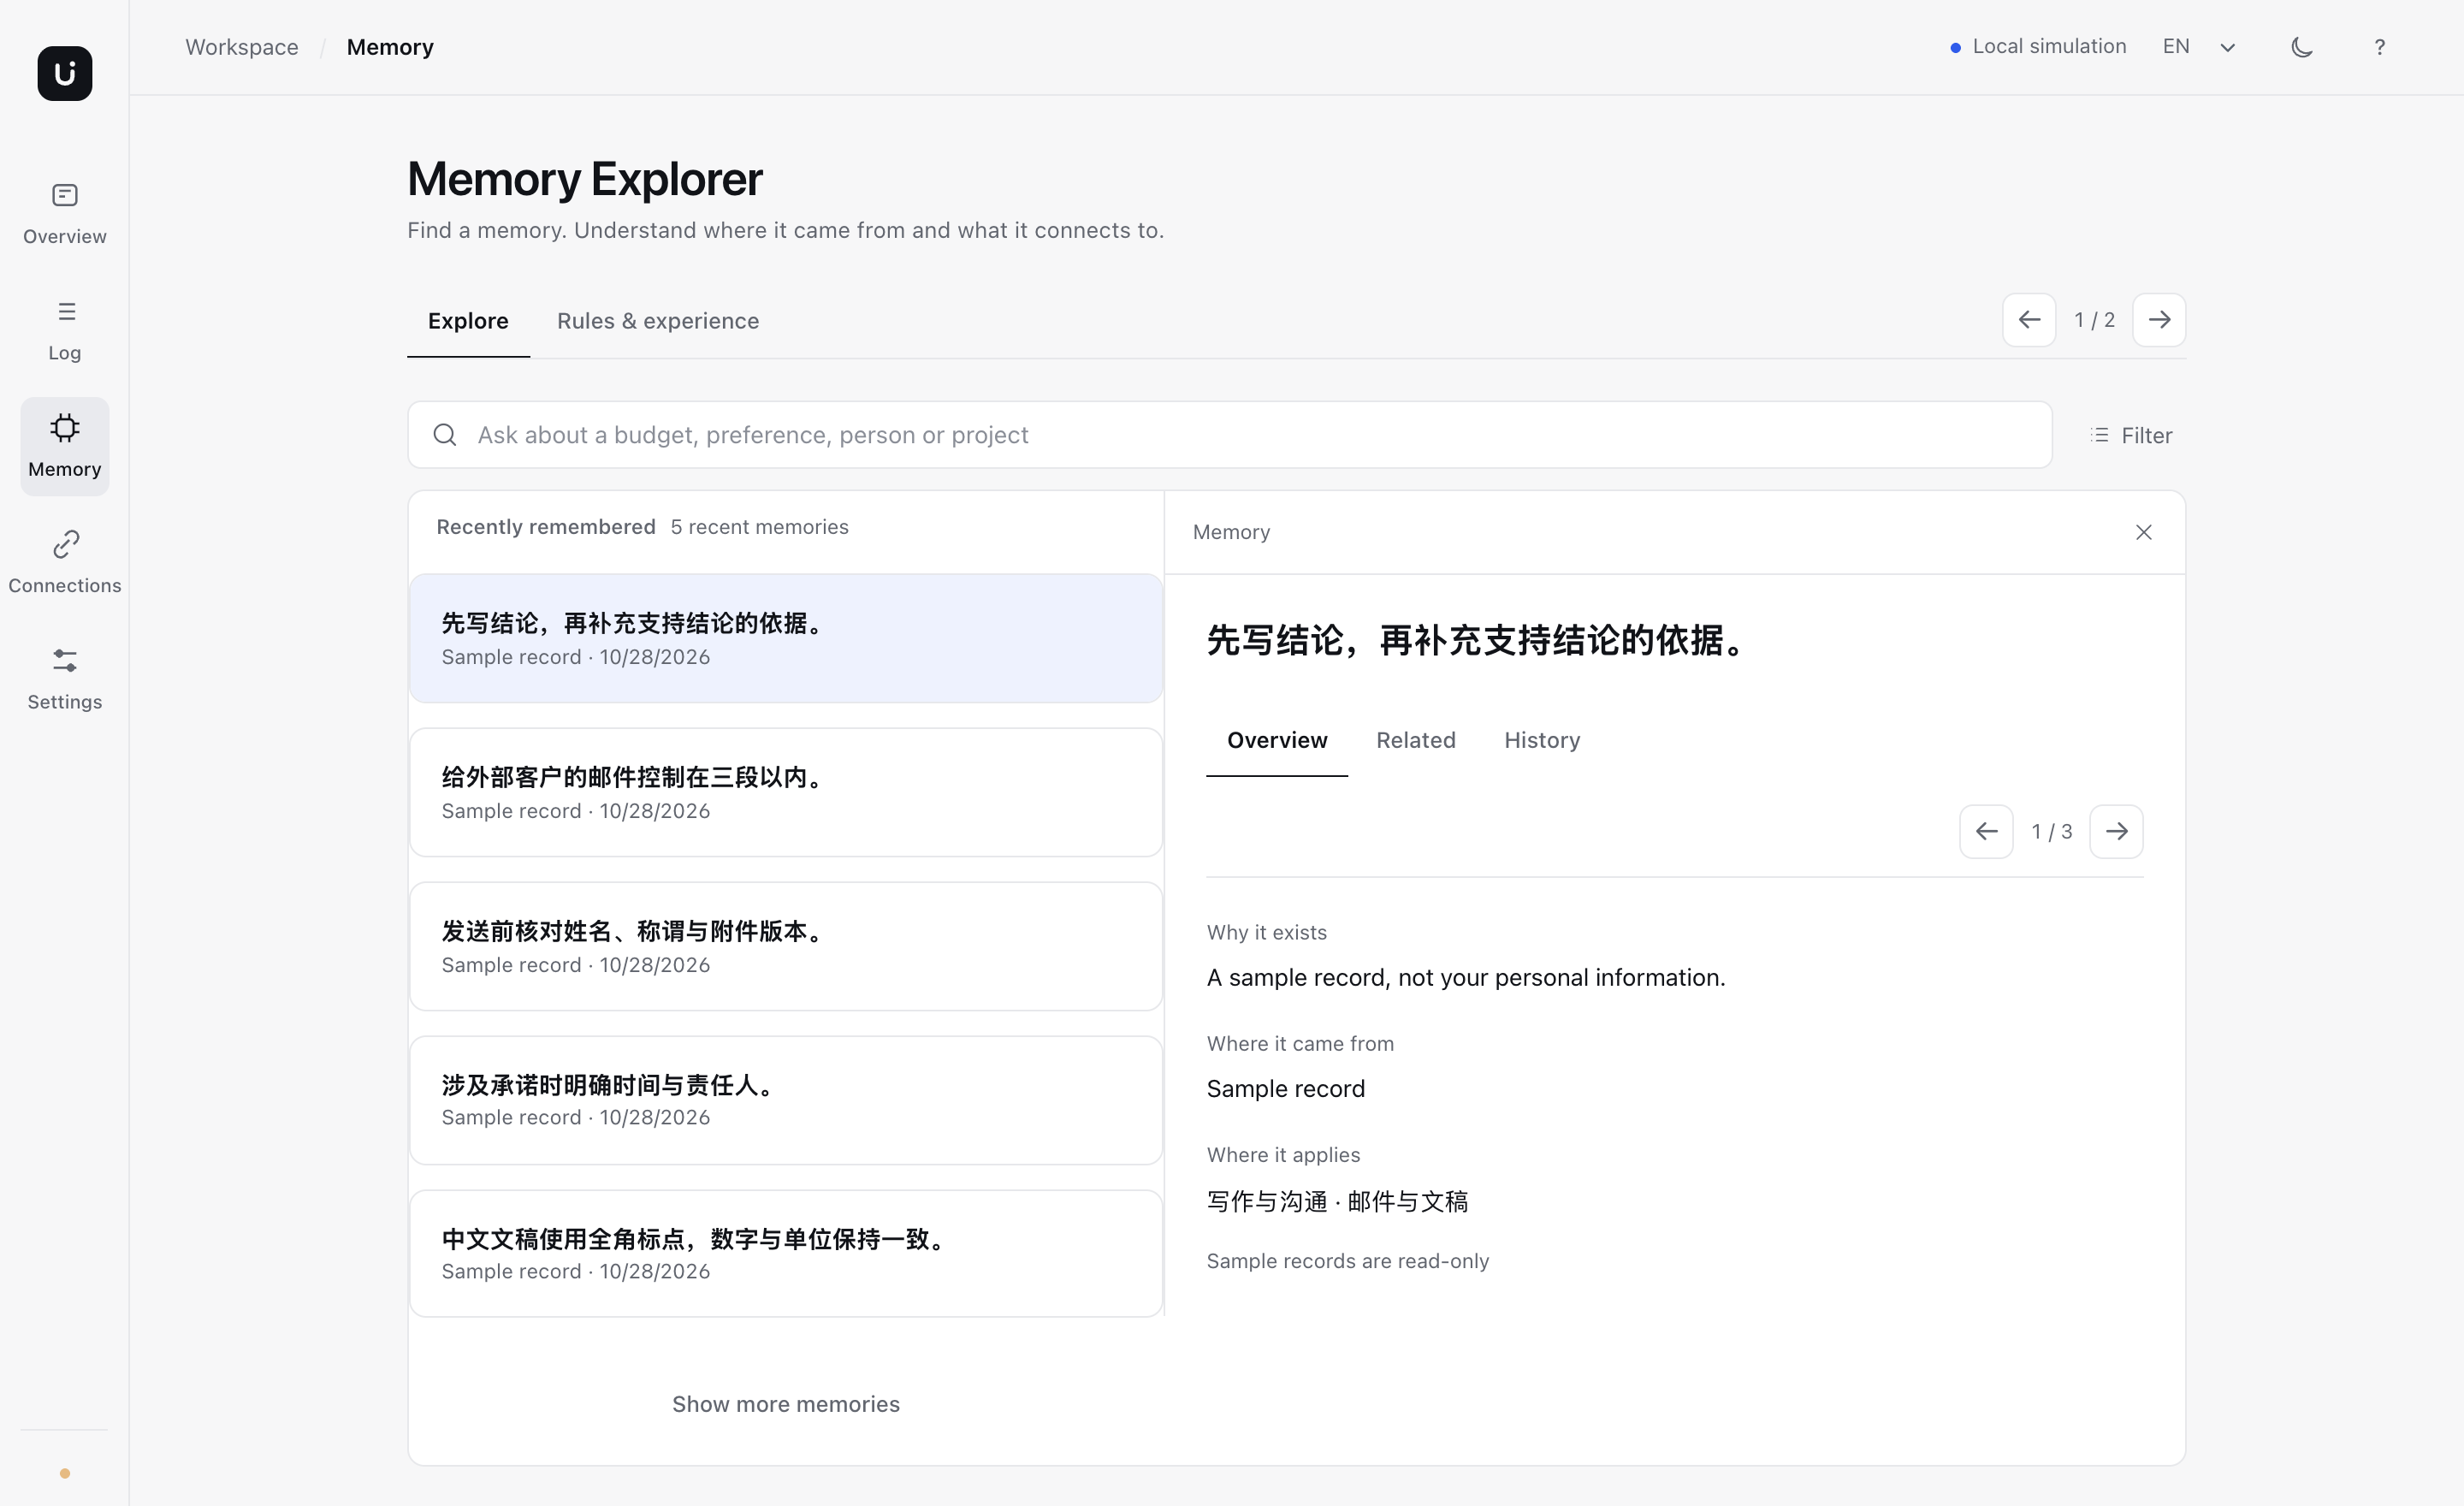 Workspace / Memory
Local simulation
EN
?
Overview
Log
Memory
Connections
Settings
Memory Explorer
Find a memory. Understand where it came from and what it connects to.
Explore
Rules & experience
1 / 2
Ask about a budget, preference, person or project
Filter
Recently remembered 5 recent memories
先写结论，再补充支持结论的依据。
Sample record · 10/28/2026
给外部客户的邮件控制在三段以内。
Sample record · 10/28/2026
发送前核对姓名、称谓与附件版本。
Sample record · 10/28/2026
涉及承诺时明确时间与责任人。
Sample record · 10/28/2026
中文文稿使用全角标点，数字与单位保持一致。
Sample record · 10/28/2026
Show more memories
Memory
先写结论，再补充支持结论的依据。
Overview
Related
History
1 / 3
Why it exists
A sample record, not your personal information.
Where it came from
Sample record
Where it applies
写作与沟通 · 邮件与文稿
Sample records are read-only